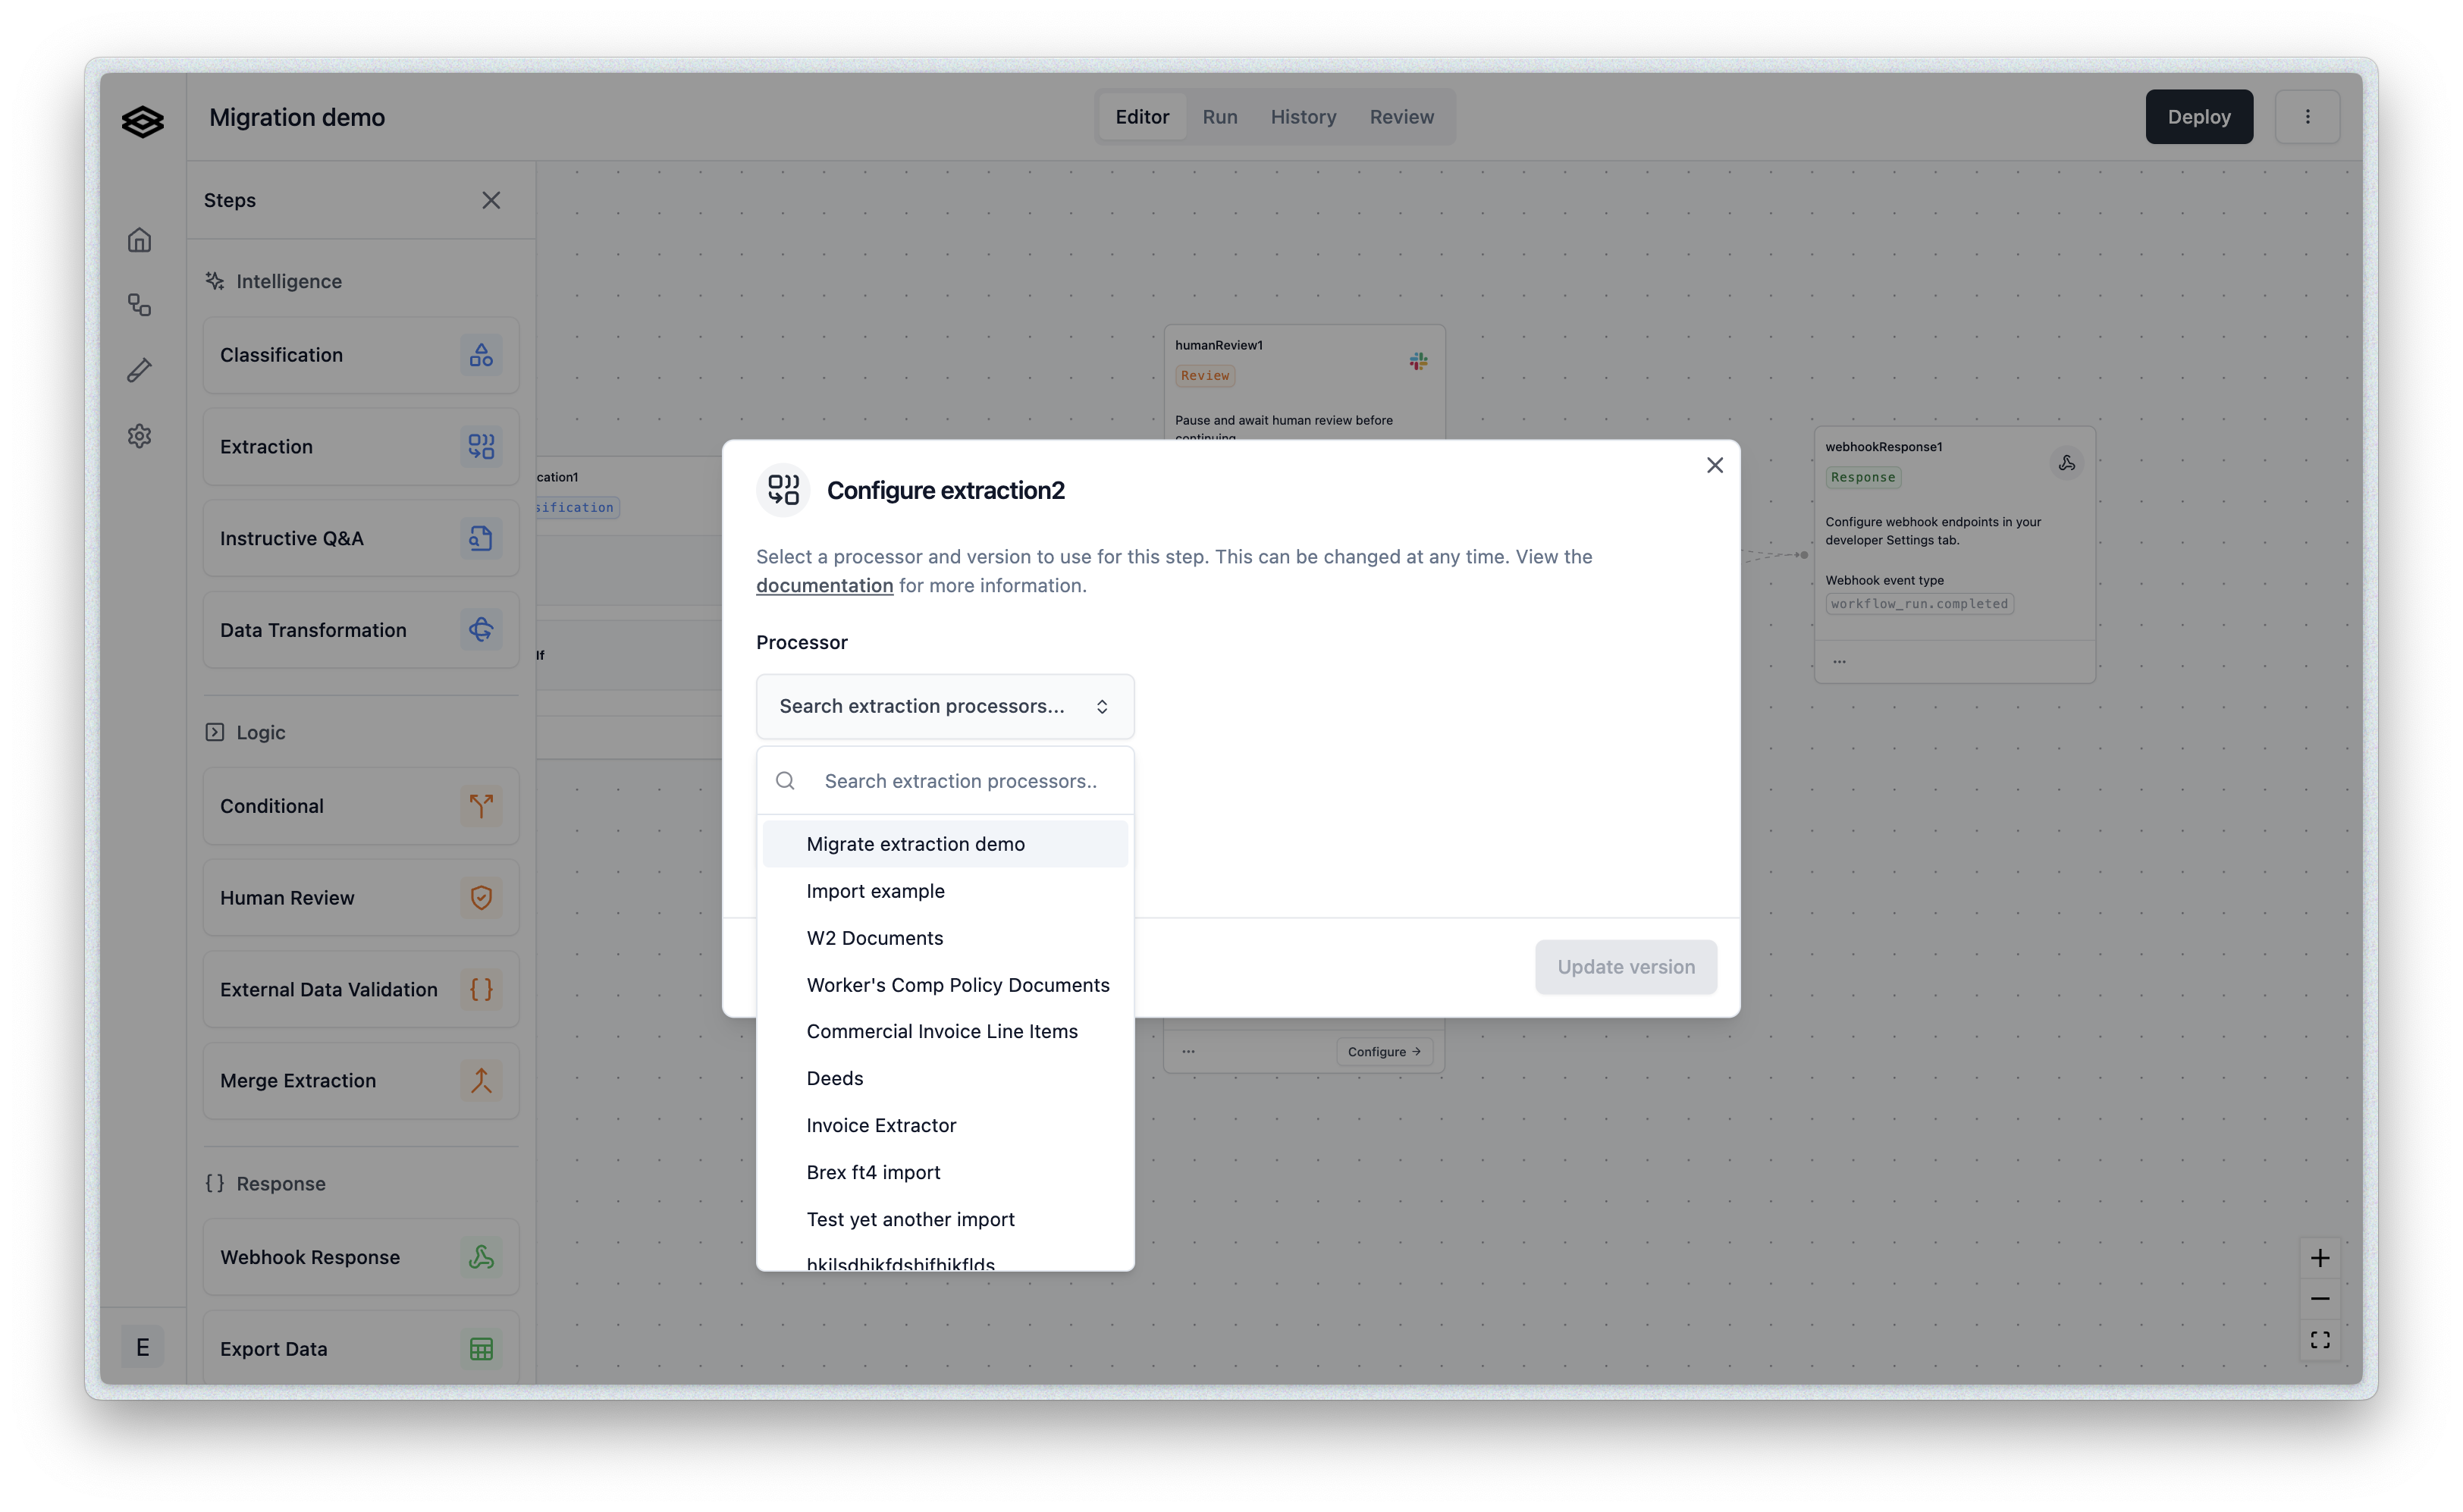 Migration demo
Editor
Run
History
Review
Deploy
Steps
Intelligence
Classification
Extraction
Instructive Q&A
Data Transformation
Logic
Conditional
Human Review
External Data Validation
Merge Extraction
Response
Webhook Response
Export Data
E
cation1
sification
If
humanReview1
Review
Pause and await human review before
continuing
webhookResponse1
Response
Configure webhook endpoints in your
developer Settings tab.
Webhook event type
workflow_run.completed
...
Configure extraction2
Select a processor and version to use for this step. This can be changed at any time. View the
documentation for more information.
Processor
Search extraction processors...
Search extraction processors..
Migrate extraction demo
Import example
W2 Documents
Worker's Comp Policy Documents
Commercial Invoice Line Items
Deeds
Invoice Extractor
Brex ft4 import
Test yet another import
Update version
...
Configure →